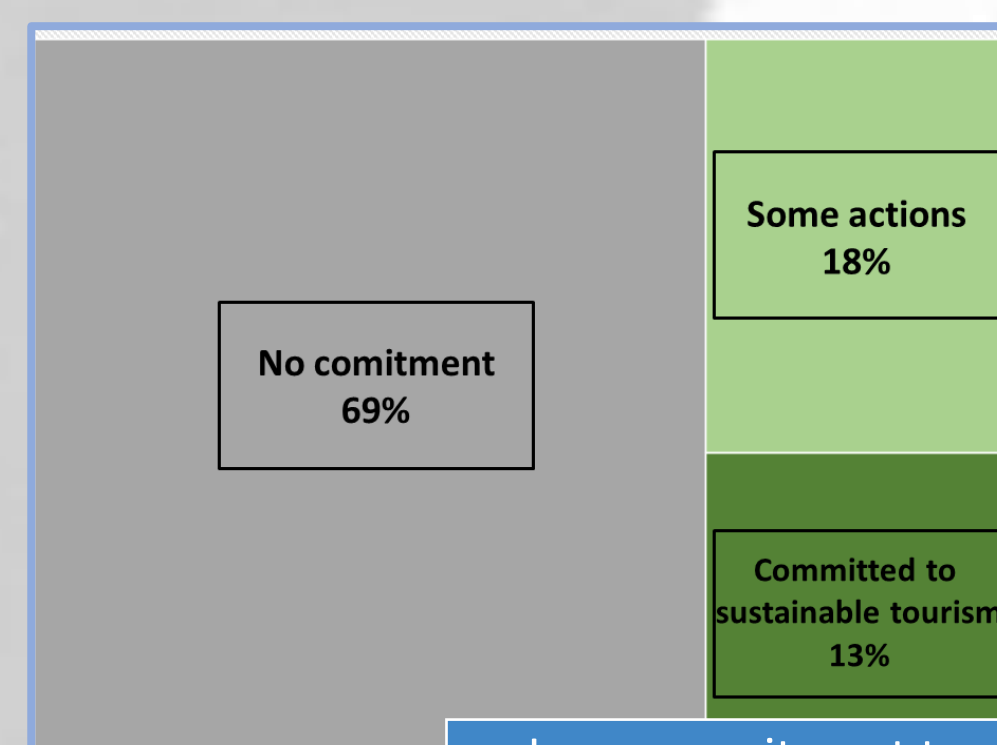 Some actions
18%
No comitment
69%
Committed to
sustainable tourism
13%